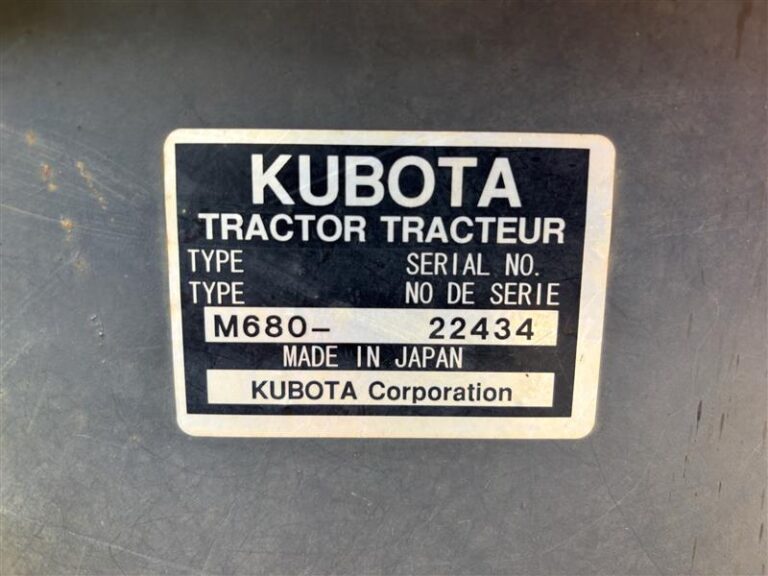 KUBOTA
TRACTOR TRACTEUR
TYPE SERIAL NO.
TYPE NO DE SERIE
M680- 22434
MADE IN JAPAN
KUBOTA Corporation